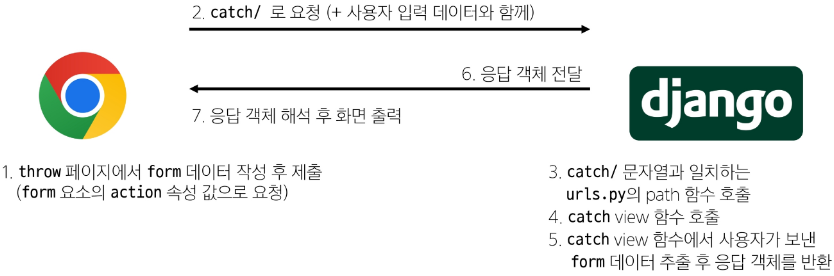 2. catch/ 로 요청 (+ 사용자 입력 데이터와 함께)
6. 응답 객체 전달
7. 응답 객체 해석 후 화면 출력
django
1. throw 페이지에서 form 데이터 작성 후 제출
(form 요소의 action 속성 값으로 요청)
3. catch/ 문자열과 일치하는
urls.py의 path 함수 호출
4. catch view 함수 호출
5. catch view 함수에서 사용자가 보낸
form 데이터 추출 후 응답 객체를 반환